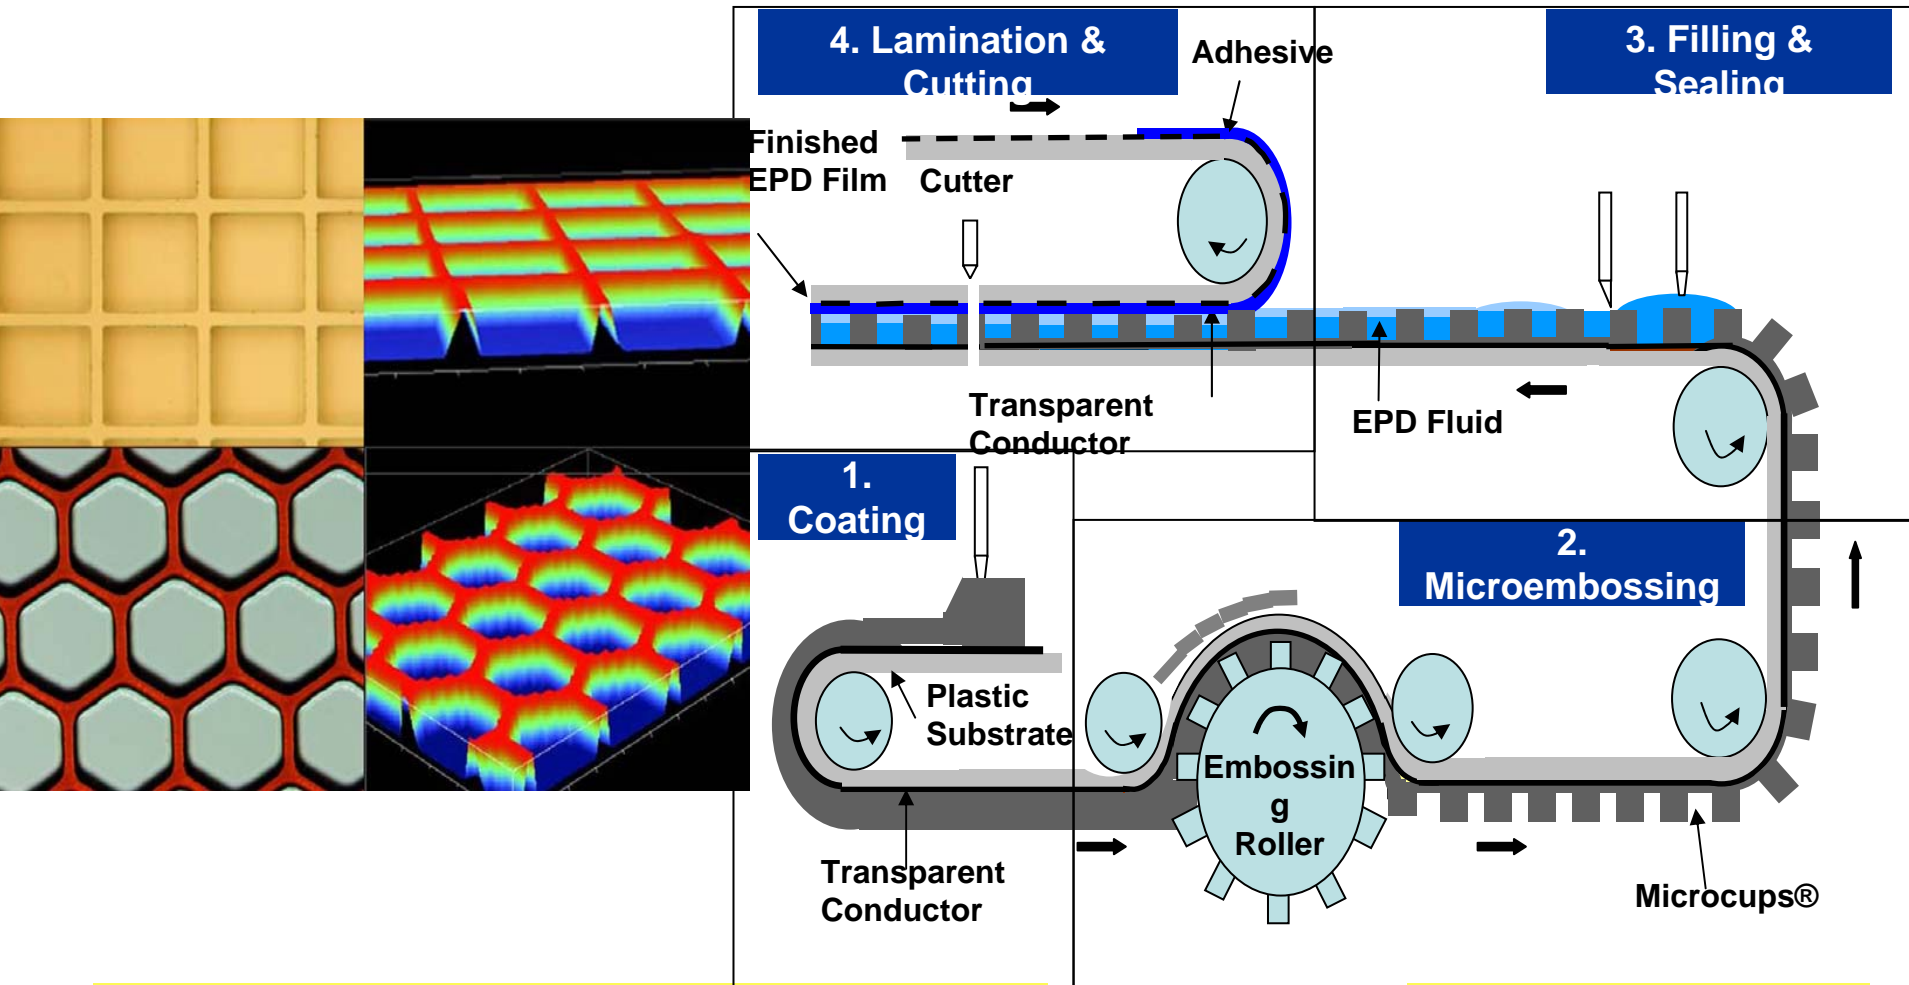 4. Lamination &
Cutting
Adhesive
3. Filling &
Sealing
Finished
EPD Film
Cutter
Transparent
Conductor
EPD Fluid
1.
Coating
2.
Microembossing
Plastic
Substrate
Embossin
g
Roller
Transparent
Conductor
Microcups®